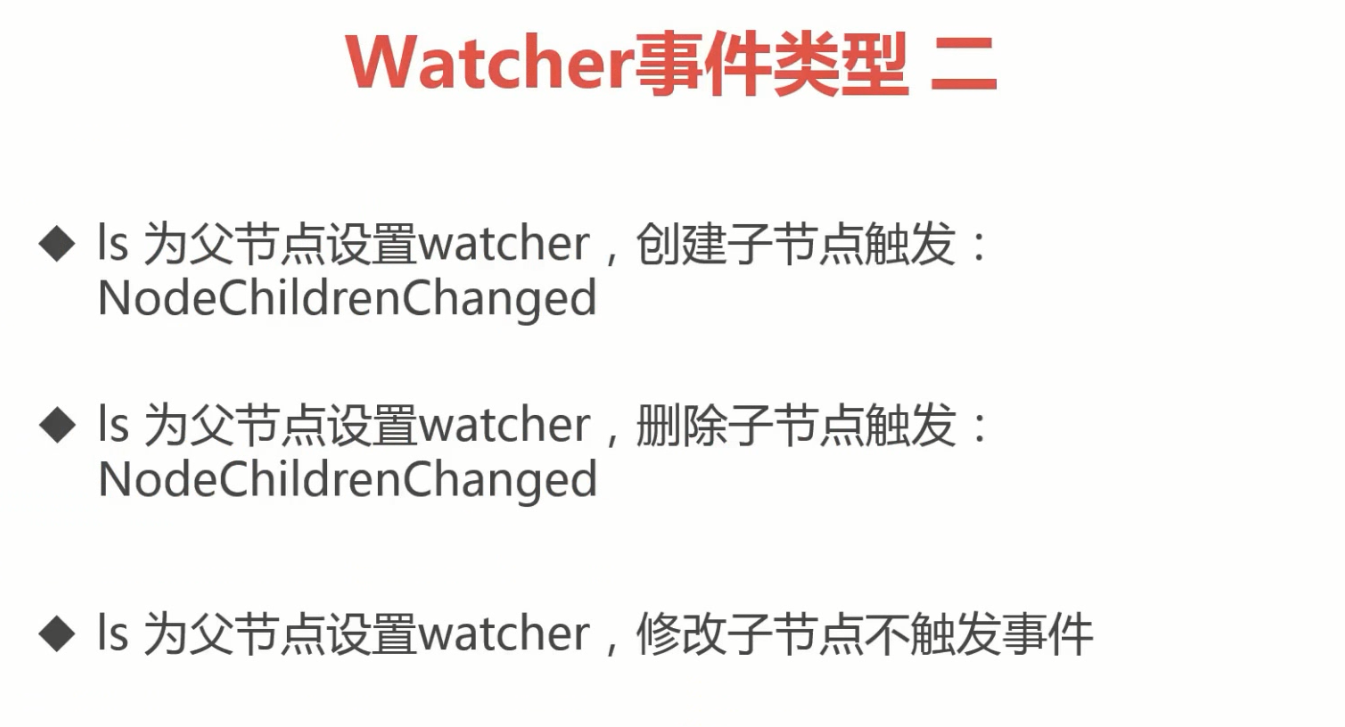 Watcher事件类型 二
◆ ls 为父节点设置watcher，创建子节点触发：
NodeChildrenChanged
◆ ls 为父节点设置watcher，删除子节点触发：
NodeChildrenChanged
◆ ls 为父节点设置watcher，修改子节点不触发事件